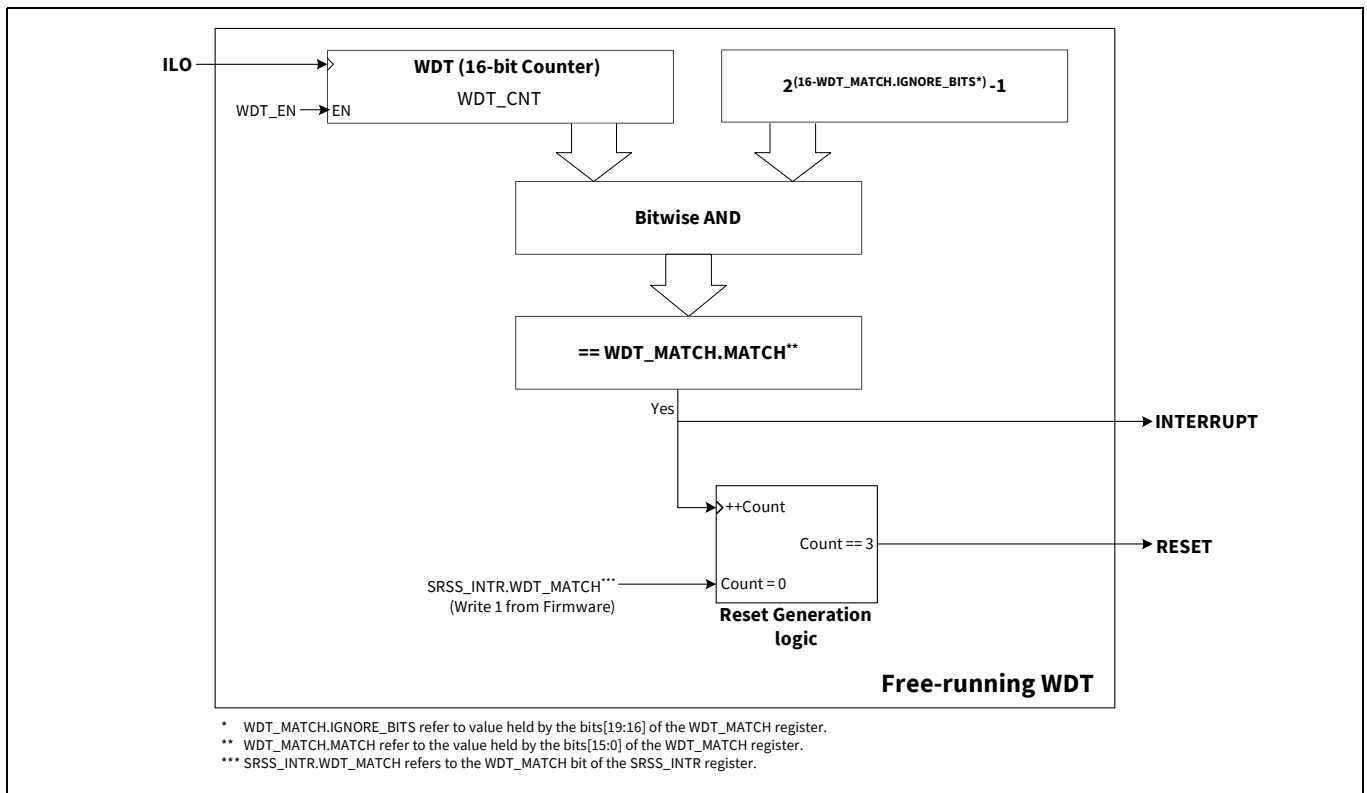 ILO
WDT (16-bit Counter)
WDT_CNT
WDT_EN
EN
2^(16-WDT_MATCH.IGNORE_BITS*) -1
Bitwise AND
== WDT_MATCH.MATCH**
Yes
INTERRUPT
++Count
Count == 3
RESET
SRSS_INTR.WDT_MATCH***
(Write 1 from Firmware)
Count = 0
Reset Generation
logic
Free-running WDT
* WDT_MATCH.IGNORE_BITS refer to value held by the bits[19:16] of the WDT_MATCH register.
** WDT_MATCH.MATCH refer to the value held by the bits[15:0] of the WDT_MATCH register.
*** SRSS_INTR.WDT_MATCH refers to the WDT_MATCH bit of the SRSS_INTR register.